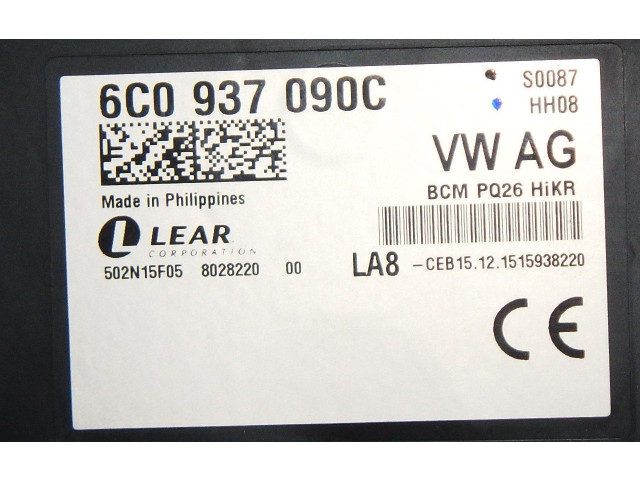 6C0 937 090C
S0087
HH08
VW AG
BCM PQ26 HiKR
Made in Philippines
L LEAR
CORPORATION
502N15F05 8028220 00
LA8 -CEB15.12.1515938220
CE